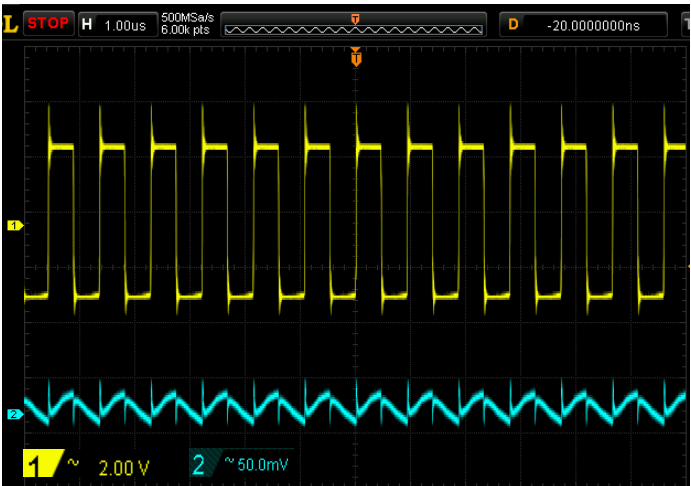 L STOP H 1.00us 500MSa/s 6.00k pts T D -20.0000000ns T
T
1
2
1 ~ 2.00 V 2 ~ 50.0mV